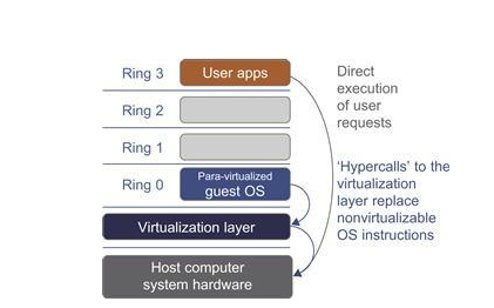 Ring 3
User apps
Direct
execution
of user
requests
Ring 2
Ring 1
Ring 0
Para-virtualized
guest OS
'Hypercalls' to the
virtualization
layer replace
nonvirtualizable
OS instructions
Virtualization layer
Host computer
system hardware